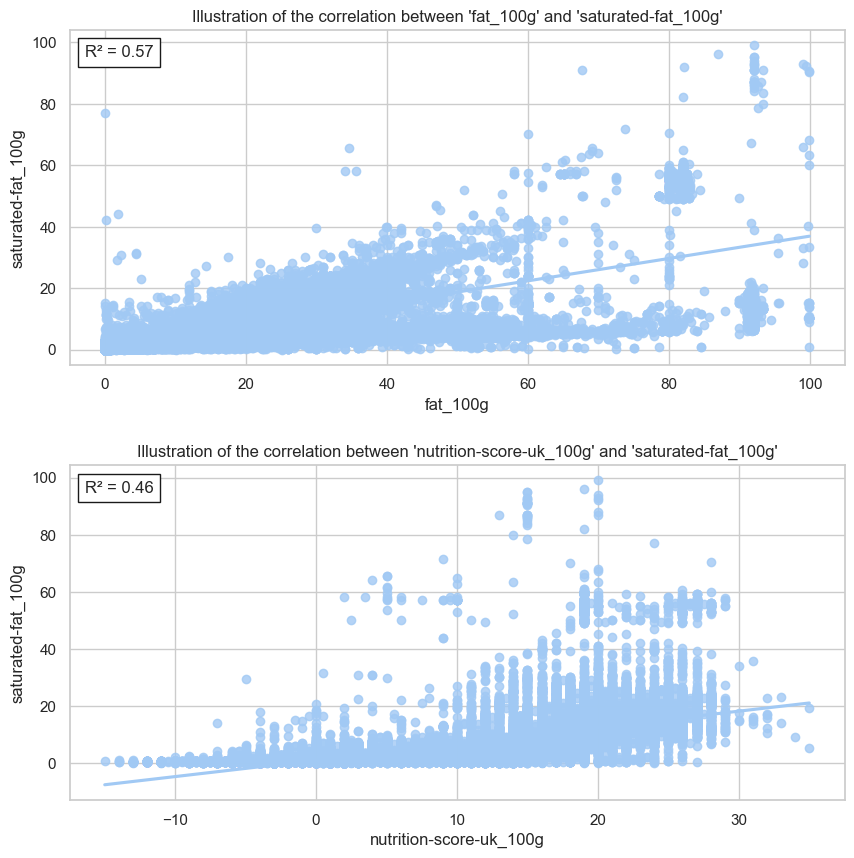 Illustration of the correlation between 'fat_100g' and 'saturated-fat_100g'
R² = 0.57
100
80
60
40
20
0
saturated-fat_100g
0 20 40 60 80 100
fat_100g
Illustration of the correlation between 'nutrition-score-uk_100g' and 'saturated-fat_100g'
R² = 0.46
100
80
60
40
20
0
saturated-fat_100g
−10 0 10 20 30
nutrition-score-uk_100g